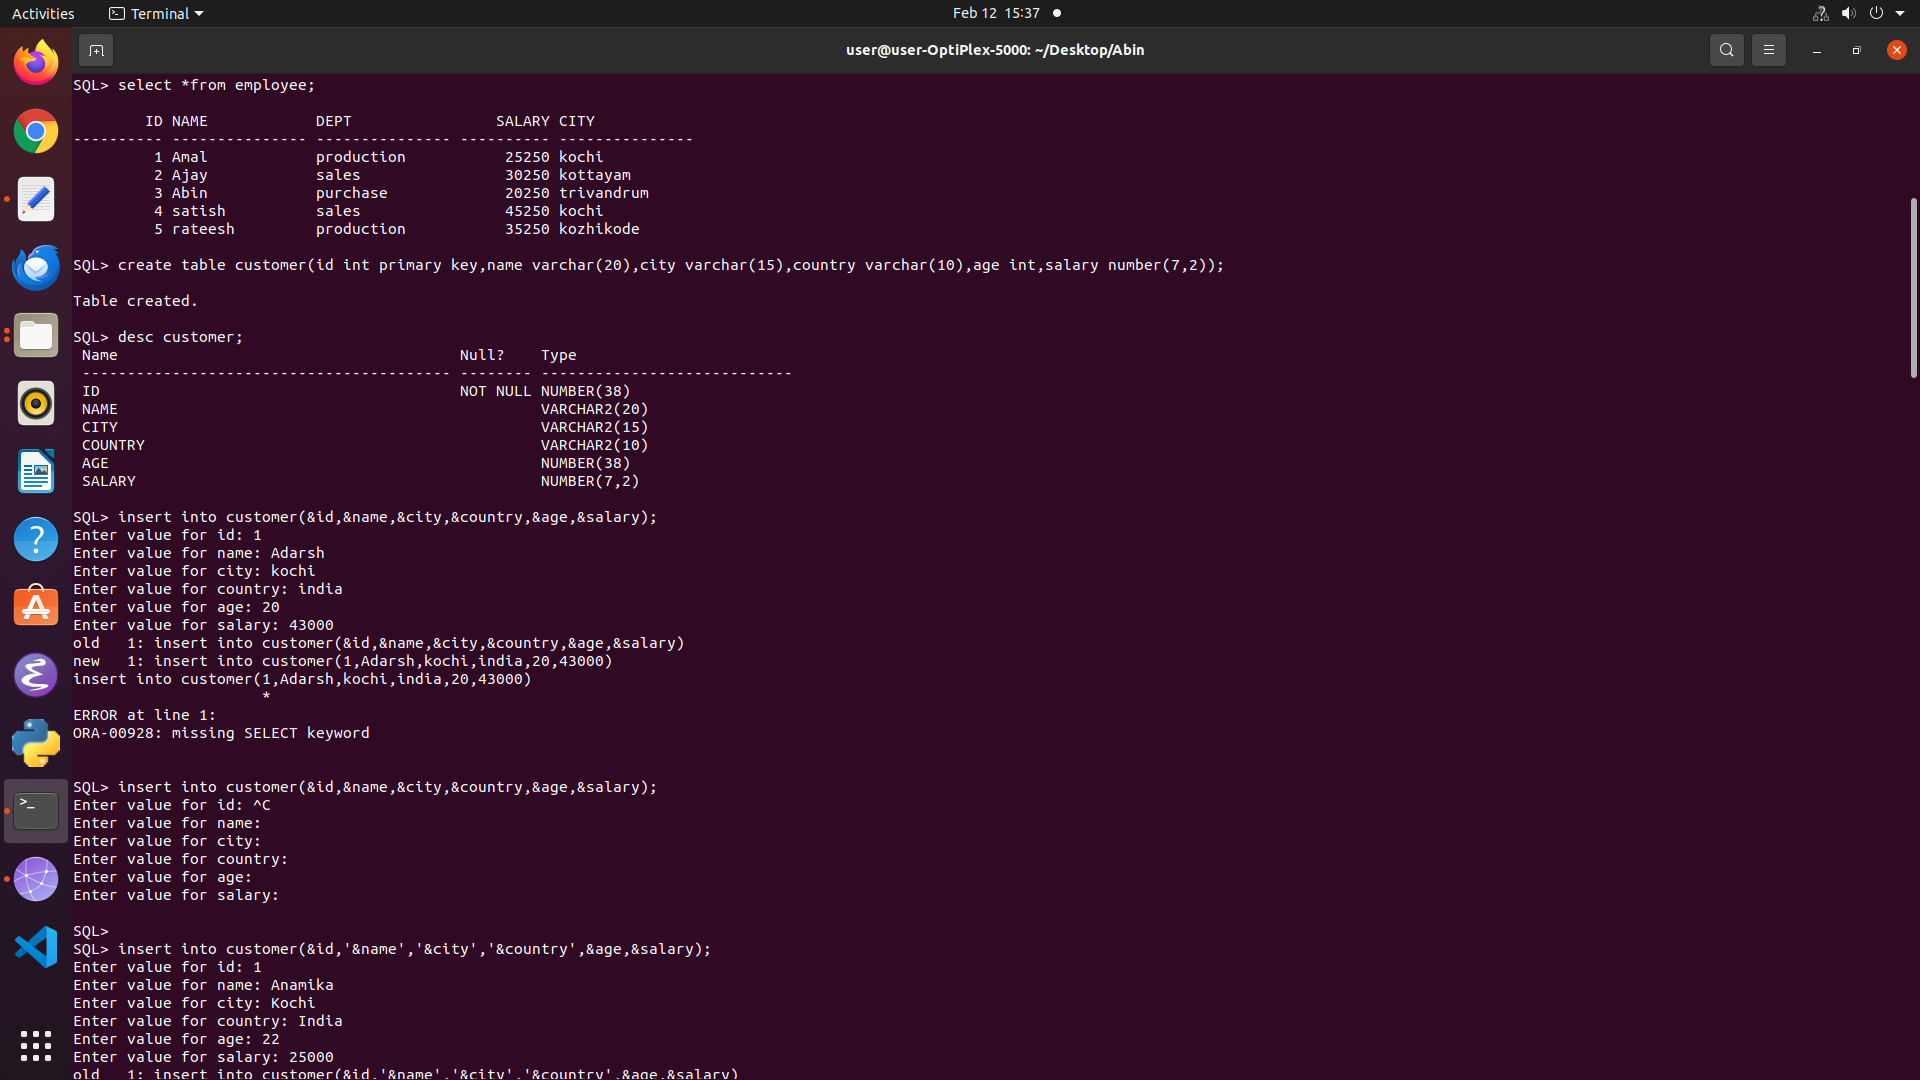 Activities
Terminal
Feb 12 15:37
user@user-OptiPlex-5000: ~/Desktop/Abin
SQL> select *from employee;
ID NAME DEPT SALARY CITY
---------- --------------- --------------- ---------- ---------------
1 Amal production 25250 kochi
2 Ajay sales 30250 kottayam
3 Abin purchase 20250 trivandrum
4 satish sales 45250 kochi
5 rateesh production 35250 kozhikode
SQL> create table customer(id int primary key,name varchar(20),city varchar(15),country varchar(10),age int,salary number(7,2));
Table created.
SQL> desc customer;
Name Null? Type
----------------------------------------- -------- ----------------------------
ID NOT NULL NUMBER(38)
NAME VARCHAR2(20)
CITY VARCHAR2(15)
COUNTRY VARCHAR2(10)
AGE NUMBER(38)
SALARY NUMBER(7,2)
SQL> insert into customer(&id,&name,&city,&country,&age,&salary);
Enter value for id: 1
Enter value for name: Adarsh
Enter value for city: kochi
Enter value for country: india
Enter value for age: 20
Enter value for salary: 43000
old 1: insert into customer(&id,&name,&city,&country,&age,&salary)
new 1: insert into customer(1,Adarsh,kochi,india,20,43000)
insert into customer(1,Adarsh,kochi,india,20,43000)
*
ERROR at line 1:
ORA-00928: missing SELECT keyword
SQL> insert into customer(&id,&name,&city,&country,&age,&salary);
Enter value for id: ^C
Enter value for name:
Enter value for city:
Enter value for country:
Enter value for age:
Enter value for salary:
SQL>
SQL> insert into customer(&id,'&name','&city','&country',&age,&salary);
Enter value for id: 1
Enter value for name: Anamika
Enter value for city: Kochi
Enter value for country: India
Enter value for age: 22
Enter value for salary: 25000
old 1: insert into customer(&id,'&name','&city','&country',&age,&salary)